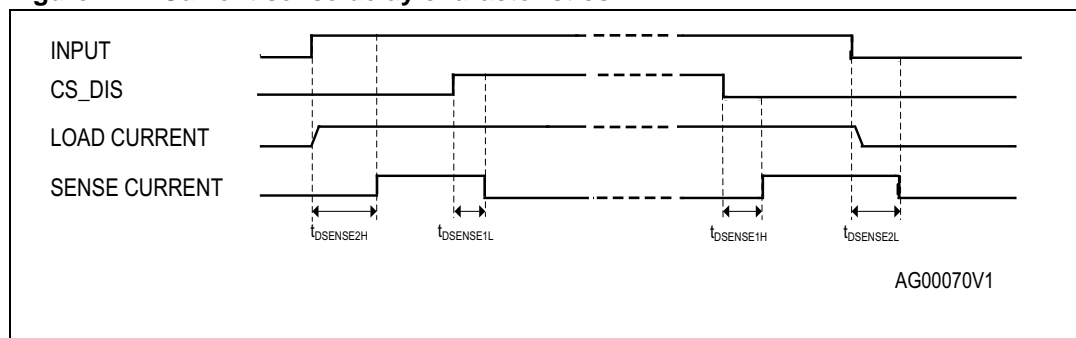 INPUT
CS_DIS
LOAD CURRENT
SENSE CURRENT
tDSENSE2H
tDSENSE1L
tDSENSE1H
tDSENSE2L
AG00070V1